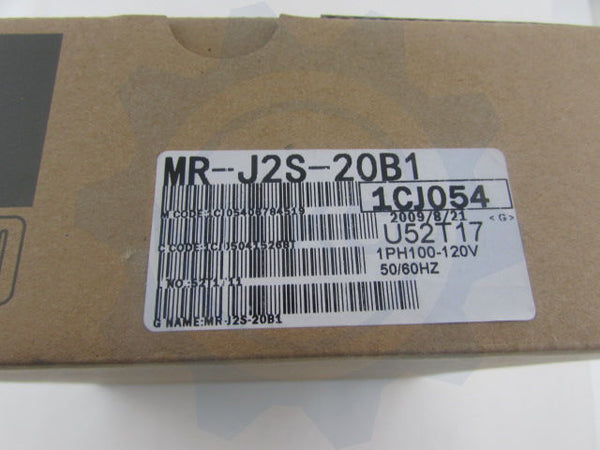 MR-J2S-20B1
1CJ054
2009/8/21 <G>
U52T17
1PH100-120V
50/60HZ
G NAME:MR-J2S-20B1